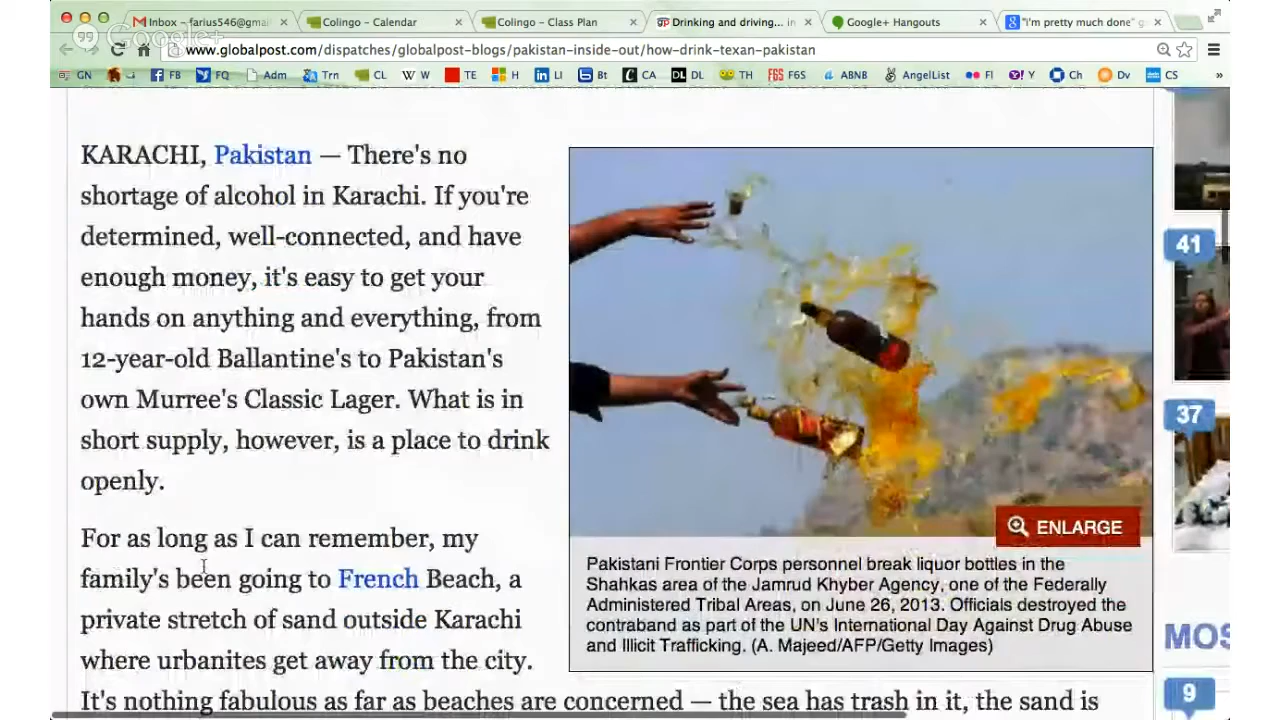 Inbox - farius546@gmai
Colingo - Calendar
Colingo - Class Plan
Drinking and driving... in
Google+ Hangouts
"i'm pretty much done" g
Google+
www.globalpost.com/dispatches/globalpost-blogs/pakistan-inside-out/how-drink-texan-pakistan
GN
FB
FQ
Adm
Trn
CL
W W
TE
H
LI
Bt
CA
DL DL
TH
F6S F6S
ABNB
AngelList
Fl
Y! Y
Ch
Dv
CS
»
KARACHI, Pakistan — There's no
shortage of alcohol in Karachi. If you're
determined, well-connected, and have
enough money, it's easy to get your
hands on anything and everything, from
12-year-old Ballantine's to Pakistan's
own Murree's Classic Lager. What is in
short supply, however, is a place to drink
openly.
For as long as I can remember, my
family's been going to French Beach, a
private stretch of sand outside Karachi
where urbanites get away from the city.
It's nothing fabulous as far as beaches are concerned — the sea has trash in it, the sand is
ENLARGE
Pakistani Frontier Corps personnel break liquor bottles in the
Shahkas area of the Jamrud Khyber Agency, one of the Federally
Administered Tribal Areas, on June 26, 2013. Officials destroyed the
contraband as part of the UN's International Day Against Drug Abuse
and Illicit Trafficking. (A. Majeed/AFP/Getty Images)
41
37
MOS
9